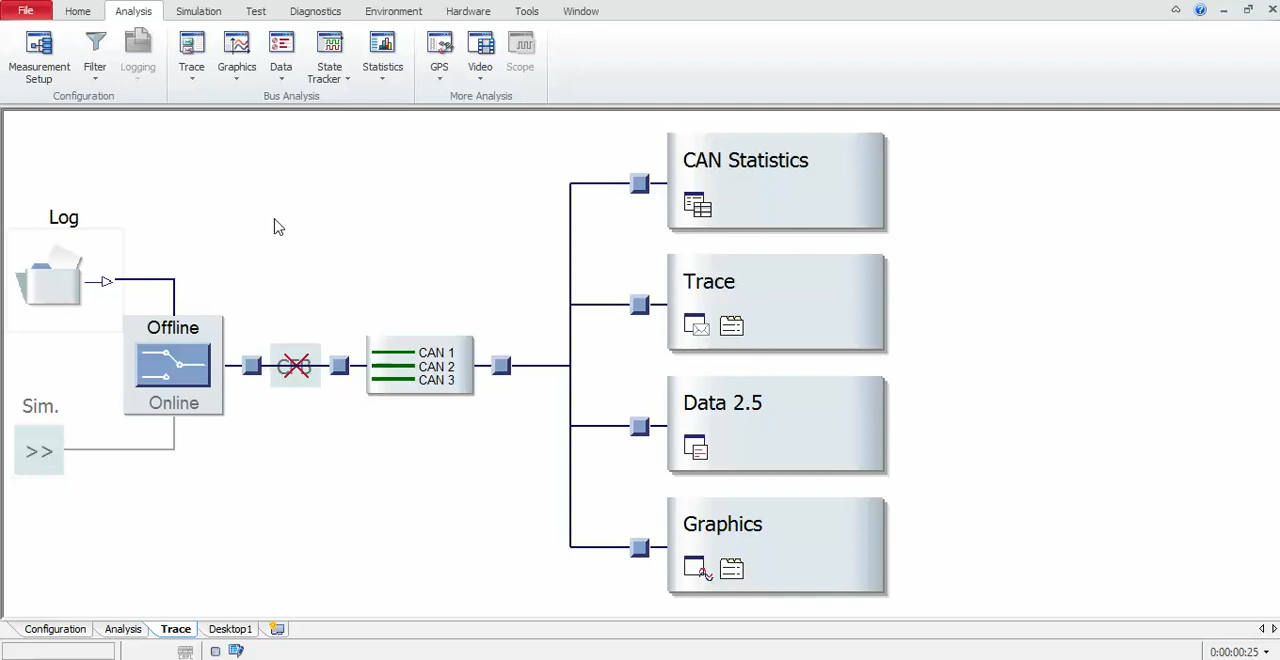 File Home Analysis Simulation Test Diagnostics Environment Hardware Tools Window
Measurement Setup Filter Logging Trace Graphics Data State Tracker Statistics GPS Video Scope
Configuration Bus Analysis More Analysis
CAN Statistics
Log
Trace
Offline
CAN 1
CAN 2
CAN 3
Online
Sim.
>>
Data 2.5
Graphics
Configuration Analysis Trace Desktop1
0:00:00:25